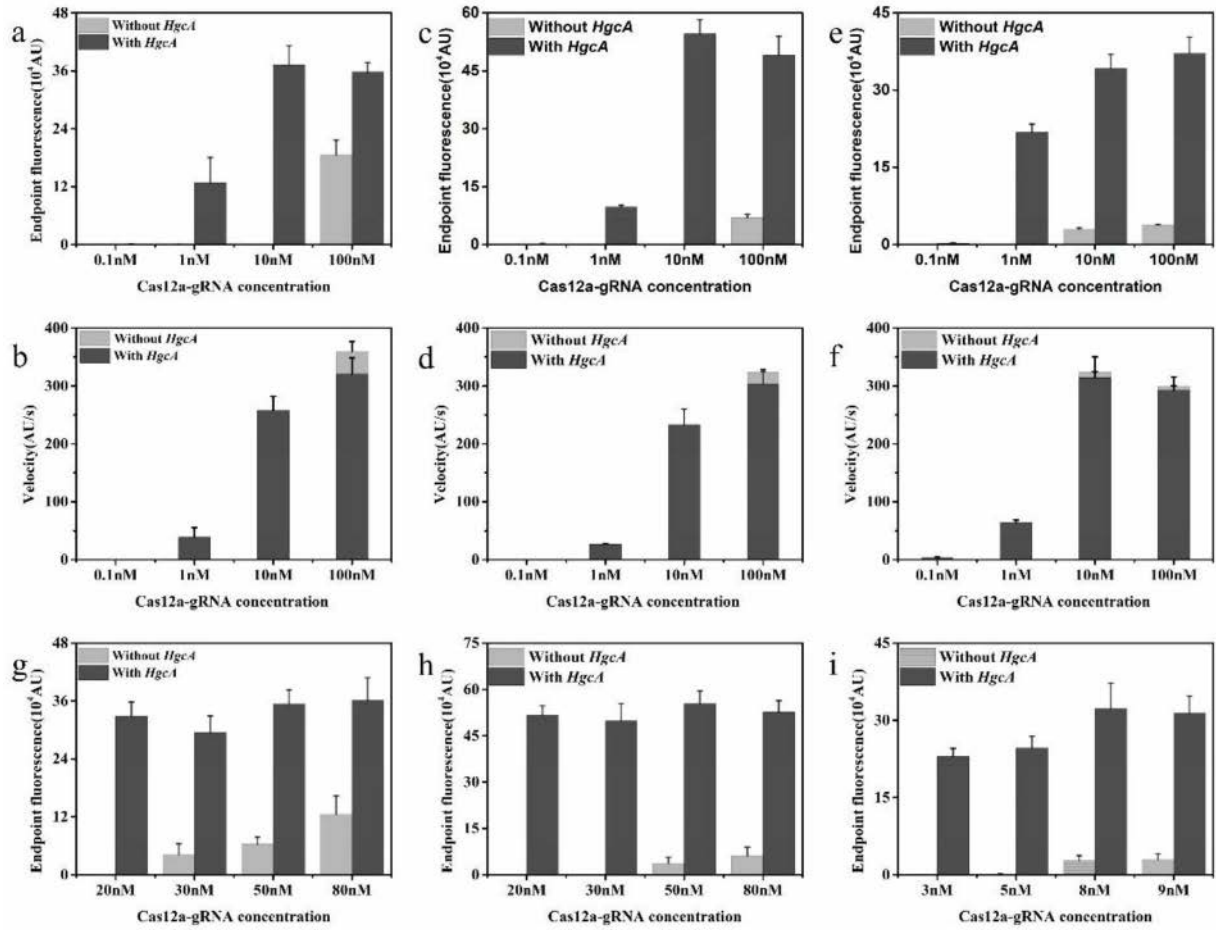 a
48
36
24
12
0
Endpoint fluorescence(10⁴AU)
Without HgcA
With HgcA
0.1nM 1nM 10nM 100nM
Cas12a-gRNA concentration
c
60
45
30
15
0
Endpoint fluorescence(10⁴AU)
Without HgcA
With HgcA
0.1nM 1nM 10nM 100nM
Cas12a-gRNA concentration
e
45
30
15
0
Endpoint fluorescence(10⁴AU)
Without HgcA
With HgcA
0.1nM 1nM 10nM 100nM
Cas12a-gRNA concentration
b
400
300
200
100
0
Velocity(AU/s)
Without HgcA
With HgcA
0.1nM 1nM 10nM 100nM
Cas12a-gRNA concentration
d
400
300
200
100
0
Velocity(AU/s)
Without HgcA
With HgcA
0.1nM 1nM 10nM 100nM
Cas12a-gRNA concentration
f
400
300
200
100
0
Velocity(AU/s)
Without HgcA
With HgcA
0.1nM 1nM 10nM 100nM
Cas12a-gRNA concentration
g
48
36
24
12
0
Endpoint fluorescence(10⁴AU)
Without HgcA
With HgcA
20nM 30nM 50nM 80nM
Cas12a-gRNA concentration
h
75
60
45
30
15
0
Endpoint fluorescence(10⁴AU)
Without HgcA
With HgcA
20nM 30nM 50nM 80nM
Cas12a-gRNA concentration
i
45
30
15
0
Endpoint fluorescence(10⁴AU)
Without HgcA
With HgcA
3nM 5nM 8nM 9nM
Cas12a-gRNA concentration